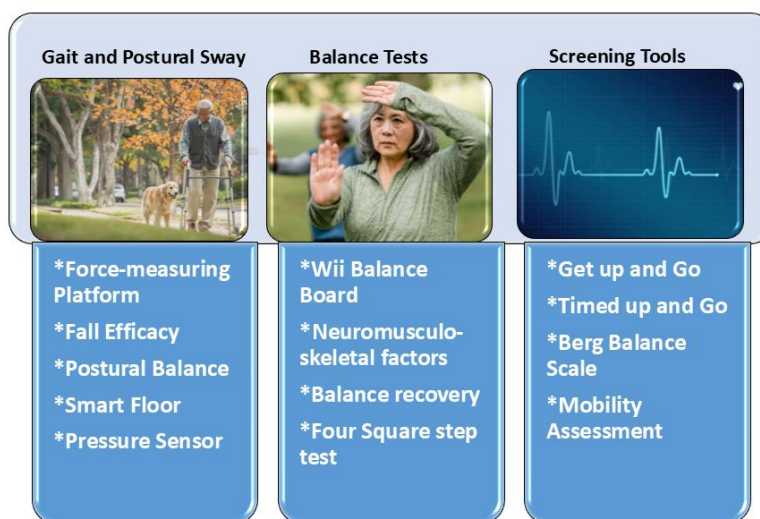 Gait and Postural Sway
*Force-measuring
Platform
*Fall Efficacy
*Postural Balance
*Smart Floor
*Pressure Sensor
Balance Tests
*Wii Balance
Board
*Neuromusculo-
skeletal factors
*Balance recovery
*Four Square step
test
Screening Tools
*Get up and Go
*Timed up and Go
*Berg Balance
Scale
*Mobility
Assessment